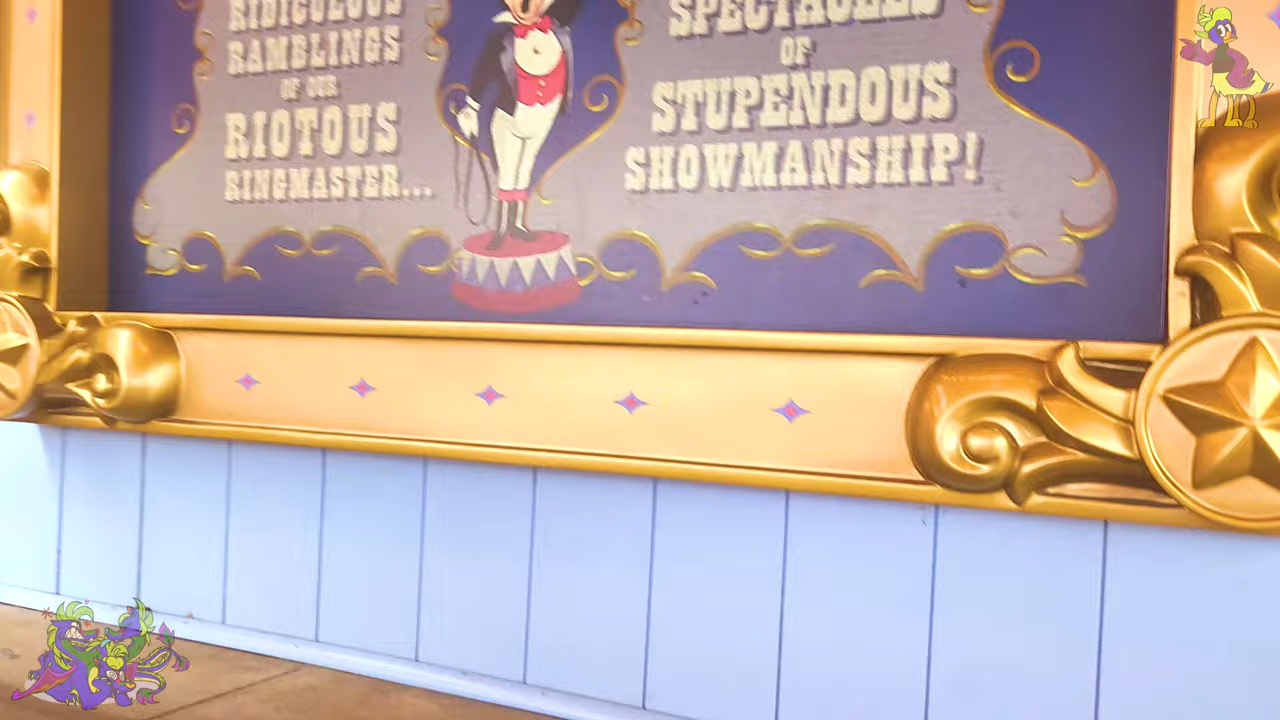 RIDICULOUS
RAMBLINGS
OF OUR
RIOTOUS
RINGMASTER...
SPECTACLES
OF
STUPENDOUS
SHOWMANSHIP!